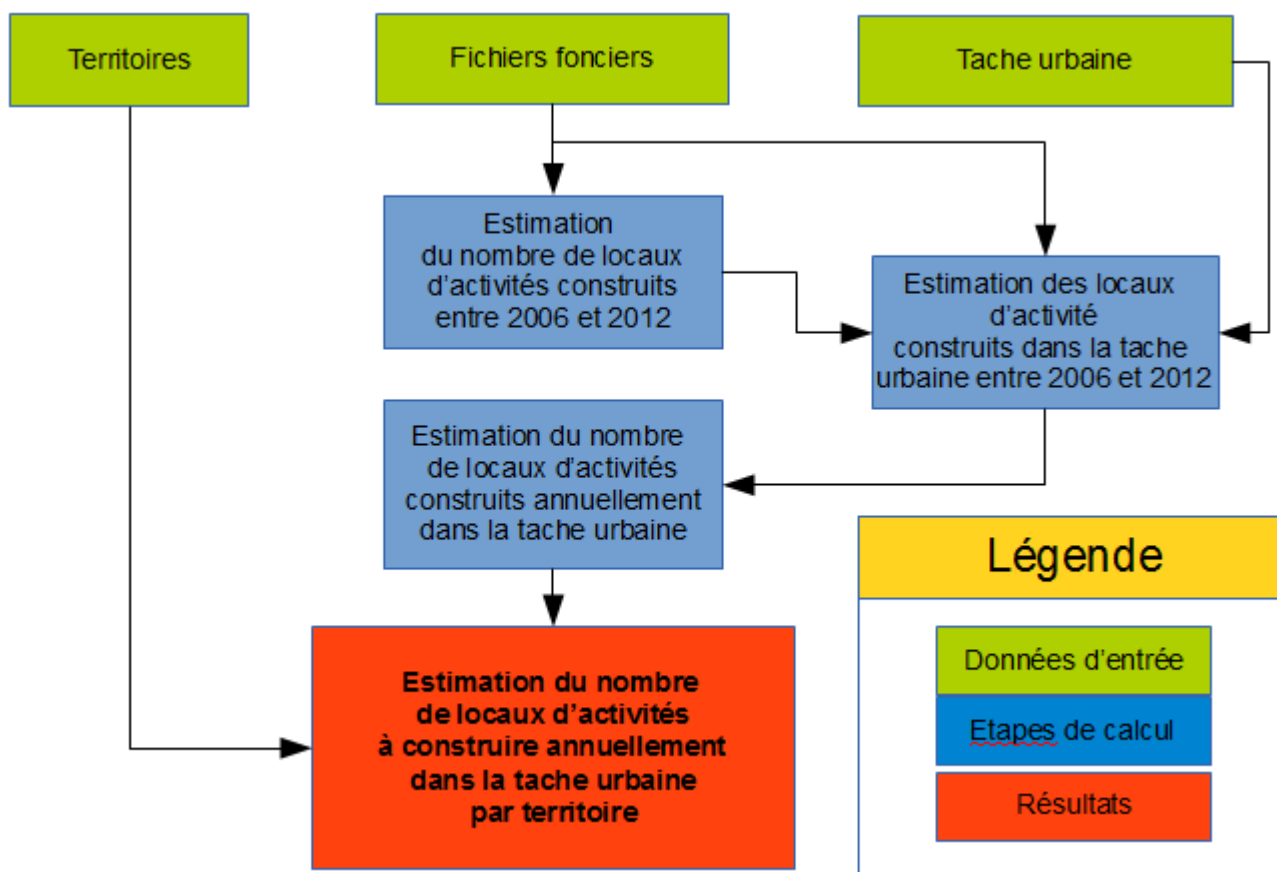 Territoires
Fichiers fonciers
Tache urbaine
Estimation
du nombre de locaux
d'activités construits
entre 2006 et 2012
Estimation des locaux
d'activité
construits dans la tache
urbaine entre 2006 et 2012
Estimation du nombre
de locaux d'activités
construits annuellement
dans la tache urbaine
Estimation du nombre
de locaux d'activités
à construire annuellement
dans la tache urbaine
par territoire
Légende
Données d'entrée
Etapes de calcul
Résultats